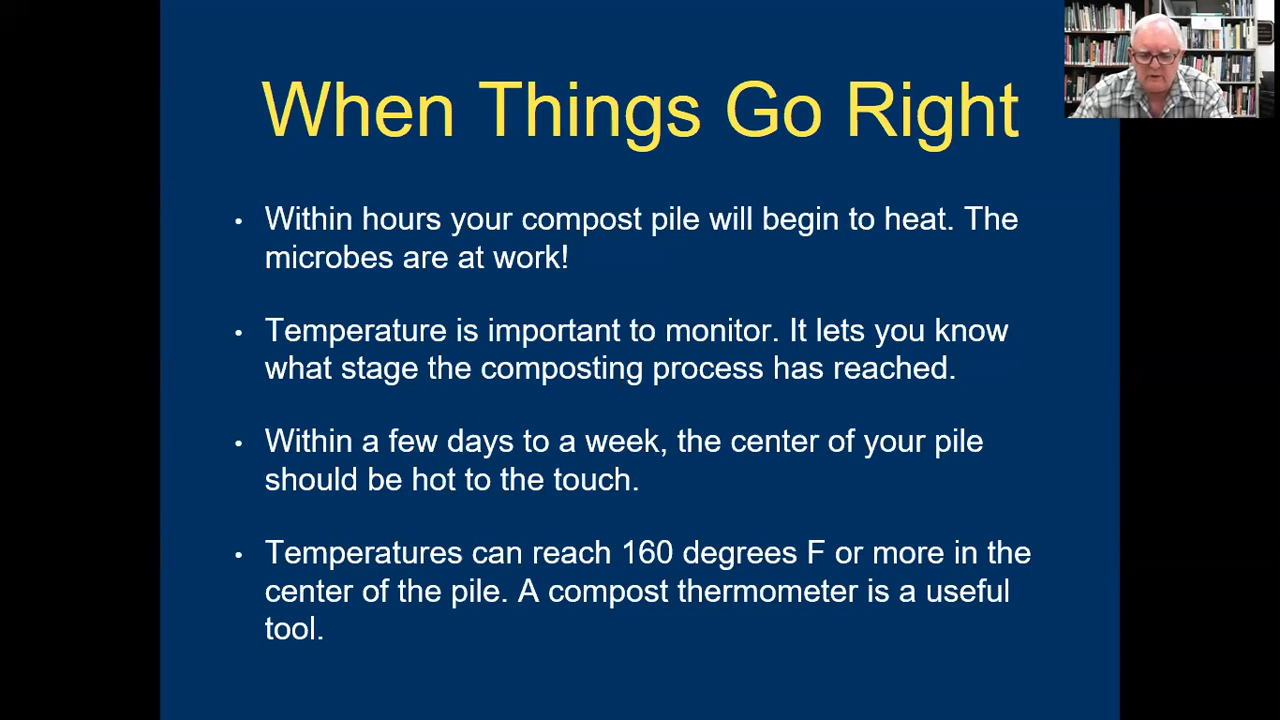 When Things Go Right
• Within hours your compost pile will begin to heat. The
microbes are at work!
• Temperature is important to monitor. It lets you know
what stage the composting process has reached.
• Within a few days to a week, the center of your pile
should be hot to the touch.
• Temperatures can reach 160 degrees F or more in the
center of the pile. A compost thermometer is a useful
tool.